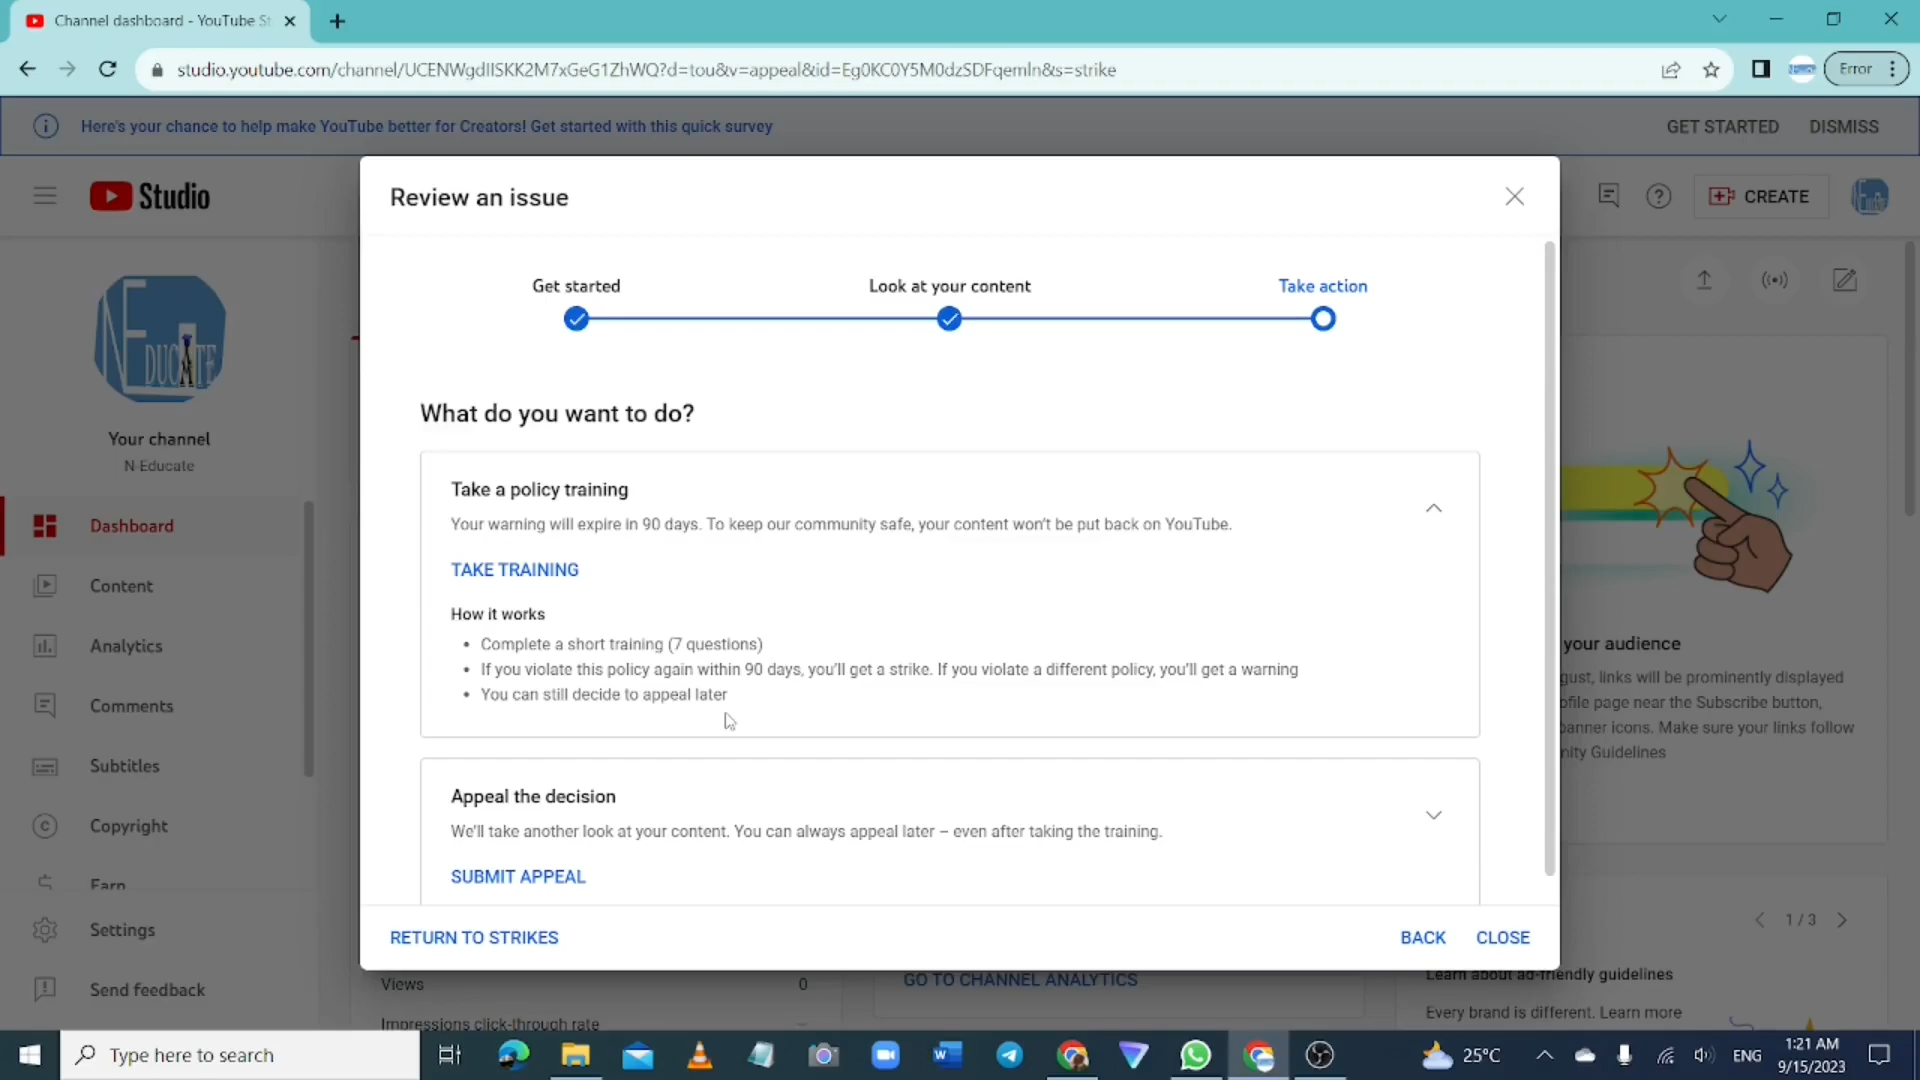 Channel dashboard - YouTube St
studio.youtube.com/channel/UCENWgdIISKK2M7xGeG1ZhWQ?d=tou&v=appeal&id=Eg0KC0Y5M0dzSDFqemln&s=strike
Error
Here's your chance to help make YouTube better for Creators! Get started with this quick survey
GET STARTED
DISMISS
Studio
CREATE
Review an issue
Get started
Look at your content
Take action
What do you want to do?
Take a policy training
Your warning will expire in 90 days. To keep our community safe, your content won't be put back on YouTube.
TAKE TRAINING
How it works
• Complete a short training (7 questions)
• If you violate this policy again within 90 days, you'll get a strike. If you violate a different policy, you'll get a warning
• You can still decide to appeal later
Appeal the decision
We'll take another look at your content. You can always appeal later – even after taking the training.
SUBMIT APPEAL
RETURN TO STRIKES
BACK
CLOSE
NEDUCATE
Your channel
N-Educate
Dashboard
Content
Analytics
Comments
Subtitles
Copyright
Earn
Settings
Send feedback
Views
0
Impressions click-through rate
GO TO CHANNEL ANALYTICS
your audience
gust, links will be prominently displayed
ofile page near the Subscribe button,
banner icons. Make sure your links follow
nity Guidelines
1 / 3
Learn about ad-friendly guidelines
Every brand is different. Learn more
Type here to search
25°C
ENG
1:21 AM
9/15/2023